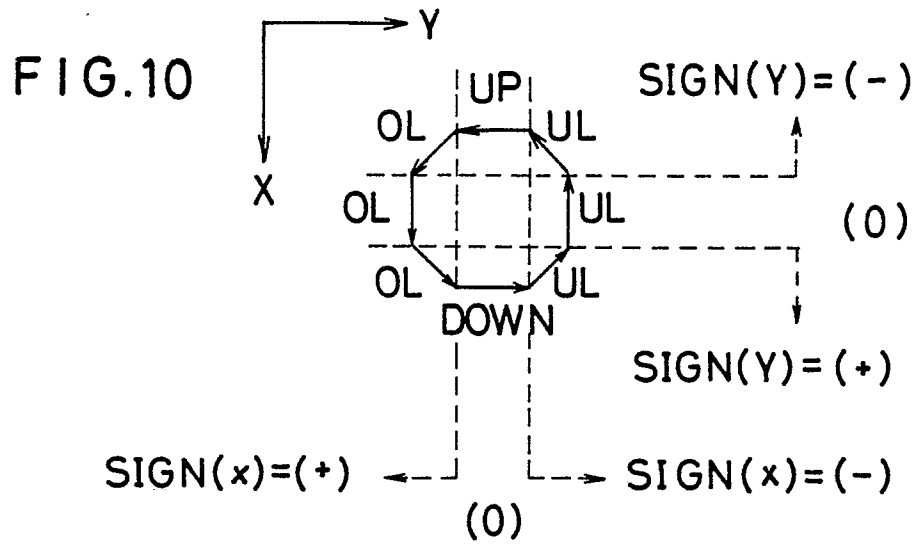 Y
FIG.10
X
UP
SIGN(Y)=(-)
OL
UL
OL
UL
(0)
OL
UL
DOWN
SIGN(Y)=(+)
SIGN(x)=(+)
SIGN(x)=(-)
(0)